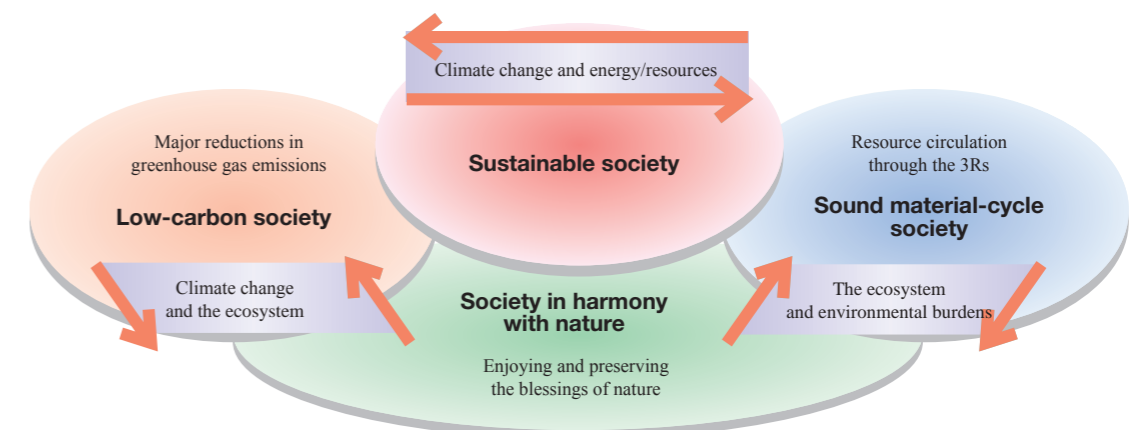 Climate change and energy/resources
Sustainable society
Major reductions in
greenhouse gas emissions
Low-carbon society
Climate change
and the ecosystem
Resource circulation
through the 3Rs
Sound material-cycle
society
The ecosystem
and environmental burdens
Society in harmony
with nature
Enjoying and preserving
the blessings of nature